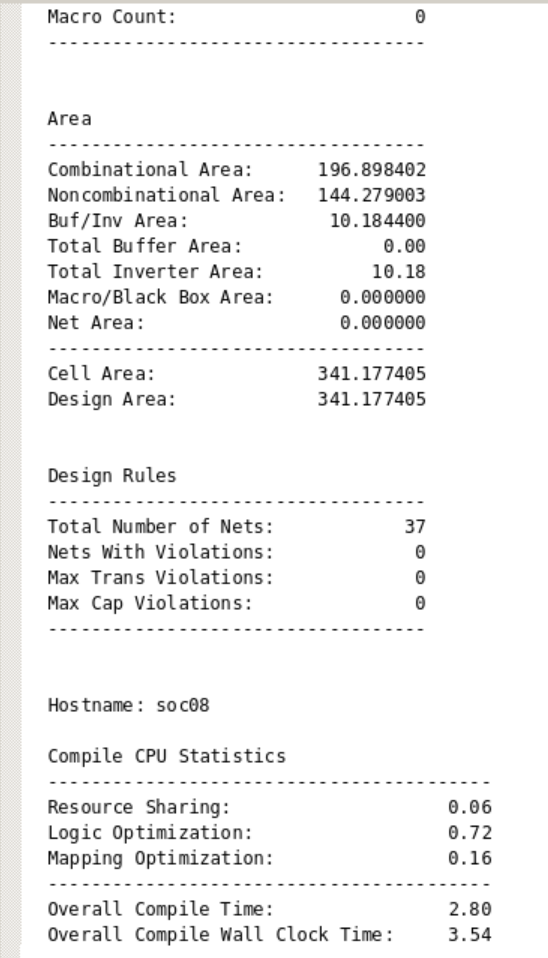 Macro Count: 0
-----------------------------------
Area
-----------------------------------
Combinational Area: 196.898402
Noncombinational Area: 144.279003
Buf/Inv Area: 10.184400
Total Buffer Area: 0.00
Total Inverter Area: 10.18
Macro/Black Box Area: 0.000000
Net Area: 0.000000
-----------------------------------
Cell Area: 341.177405
Design Area: 341.177405
Design Rules
-----------------------------------
Total Number of Nets: 37
Nets With Violations: 0
Max Trans Violations: 0
Max Cap Violations: 0
-----------------------------------
Hostname: soc08
Compile CPU Statistics
-----------------------------------------
Resource Sharing: 0.06
Logic Optimization: 0.72
Mapping Optimization: 0.16
-----------------------------------------
Overall Compile Time: 2.80
Overall Compile Wall Clock Time: 3.54